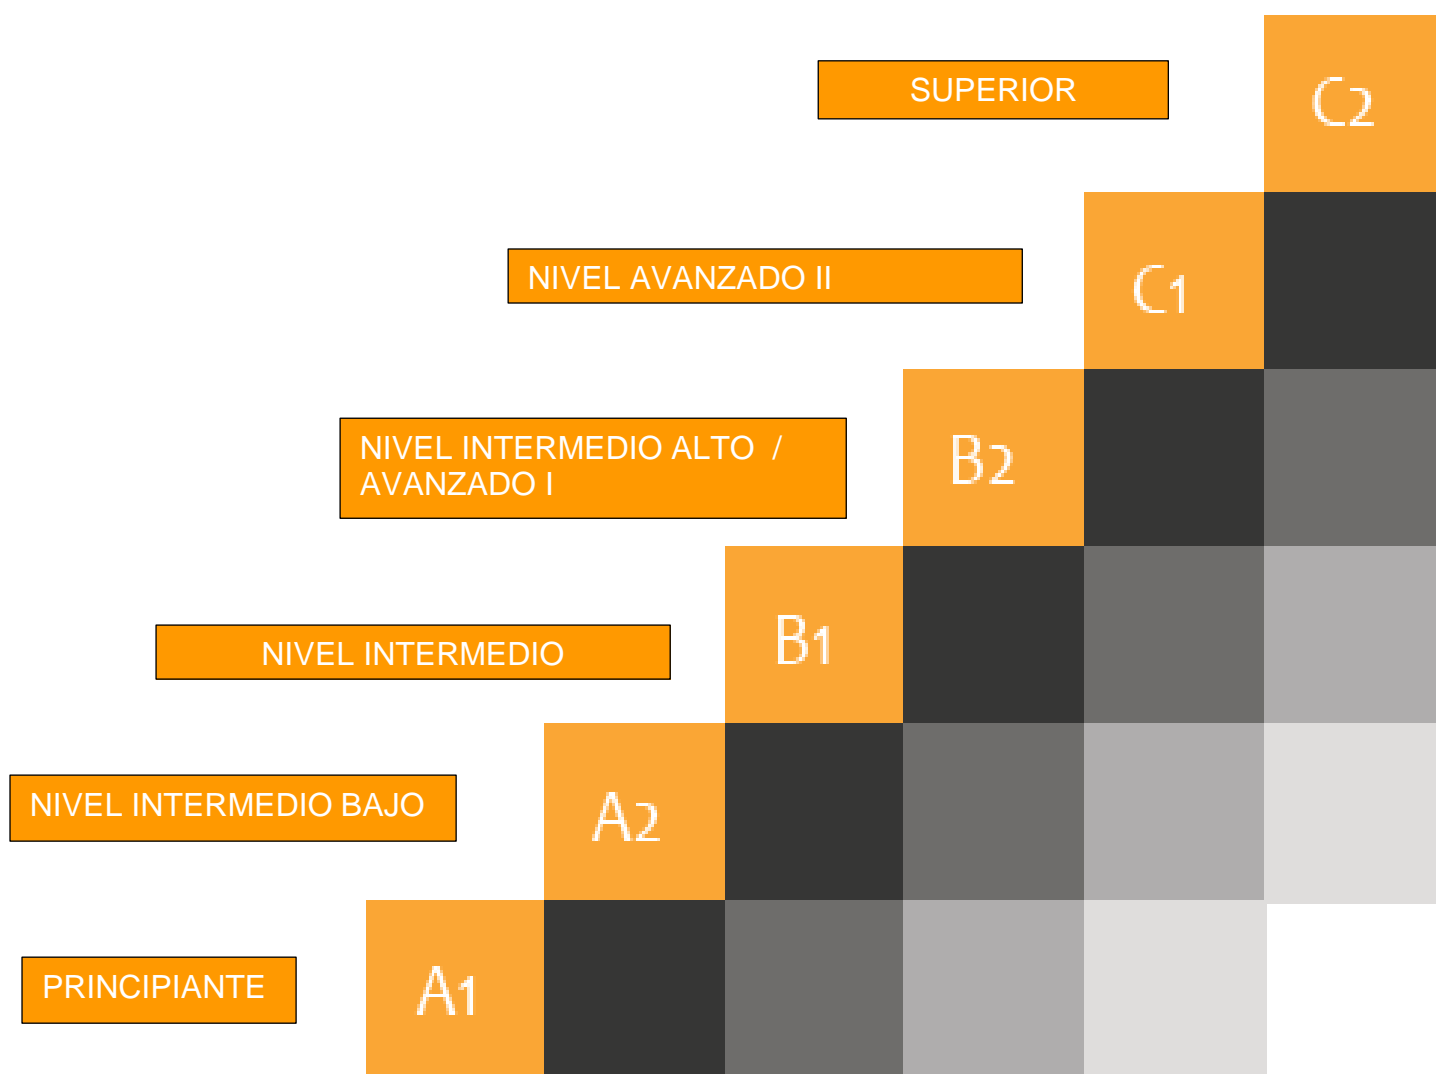 SUPERIOR
C2
NIVEL AVANZADO II
C1
NIVEL INTERMEDIO ALTO /
AVANZADO I
B2
NIVEL INTERMEDIO
B1
NIVEL INTERMEDIO BAJO
A2
PRINCIPIANTE
A1